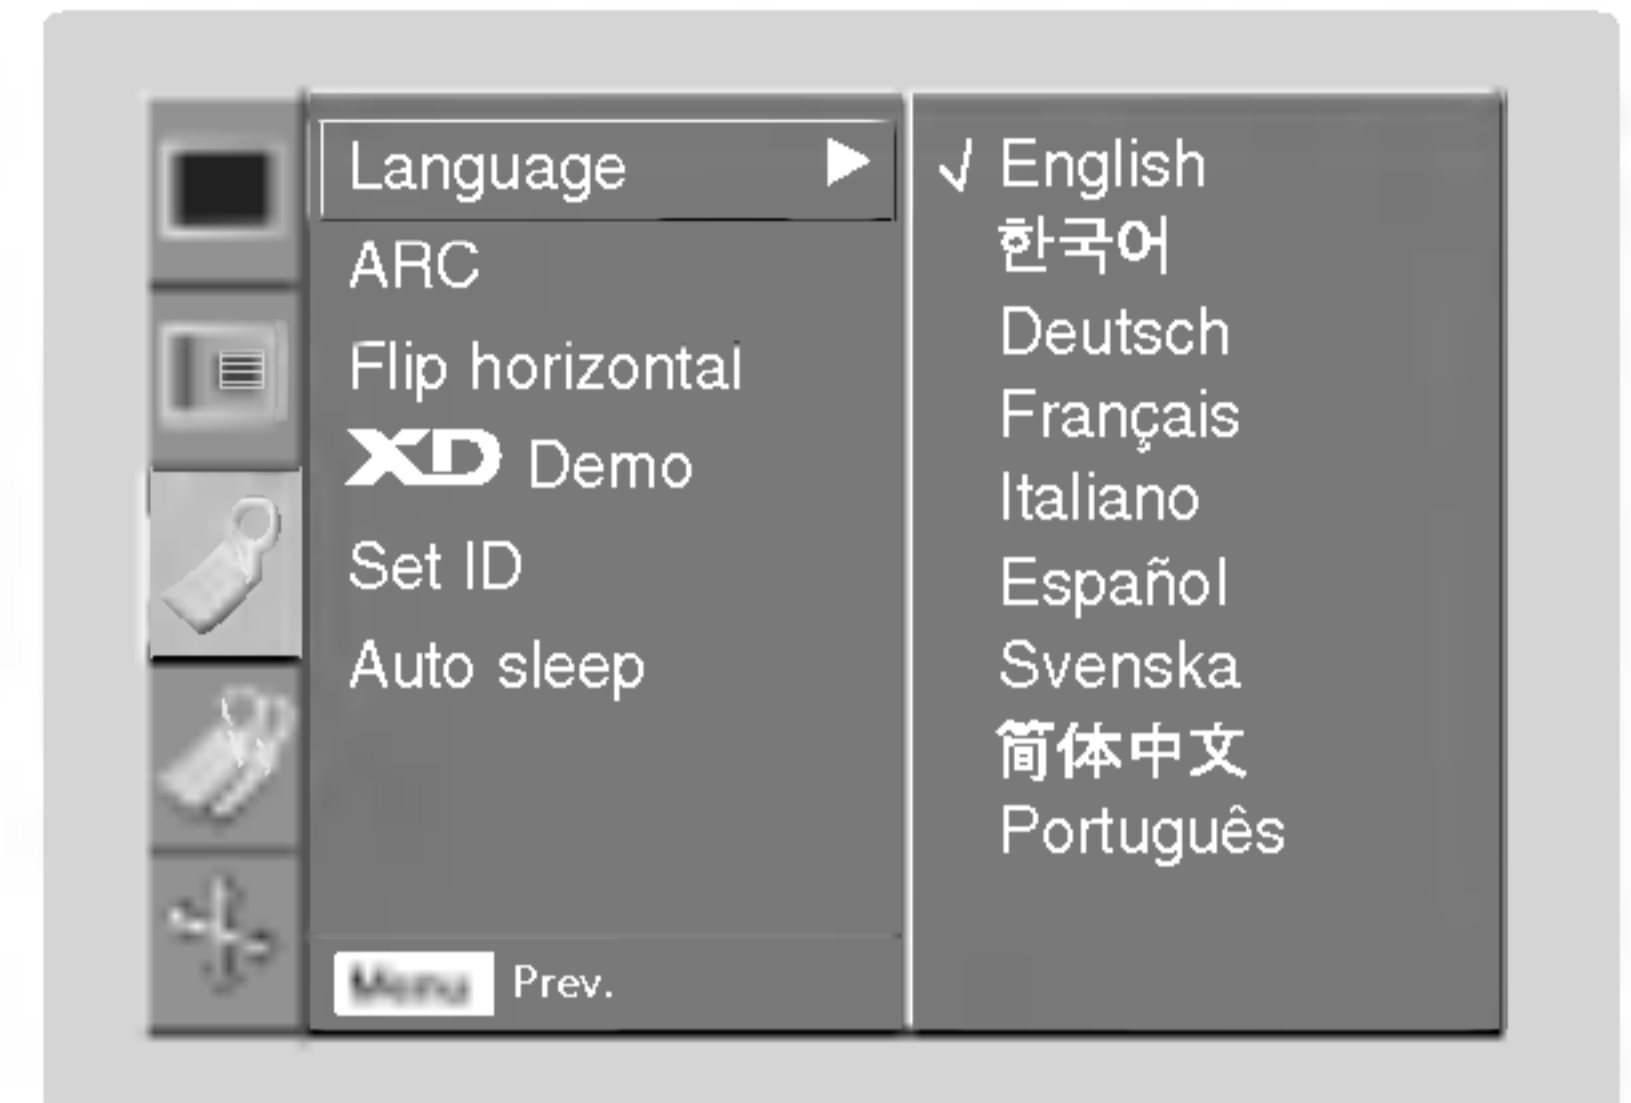 Language
ARC
Flip horizontal
XD Demo
Set ID
Auto sleep
Menu Prev.
√ English
한국어
Deutsch
Français
Italiano
Español
Svenska
简体中文
Português